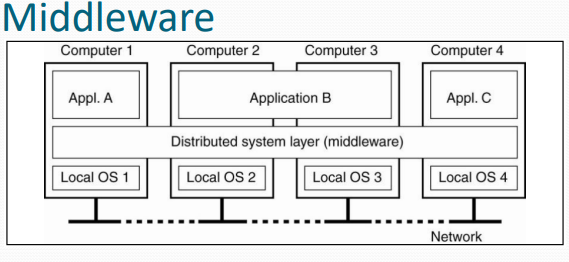 Middleware
Computer 1 Computer 2 Computer 3 Computer 4
Appl. A Application B Appl. C
Distributed system layer (middleware)
Local OS 1 Local OS 2 Local OS 3 Local OS 4
Network